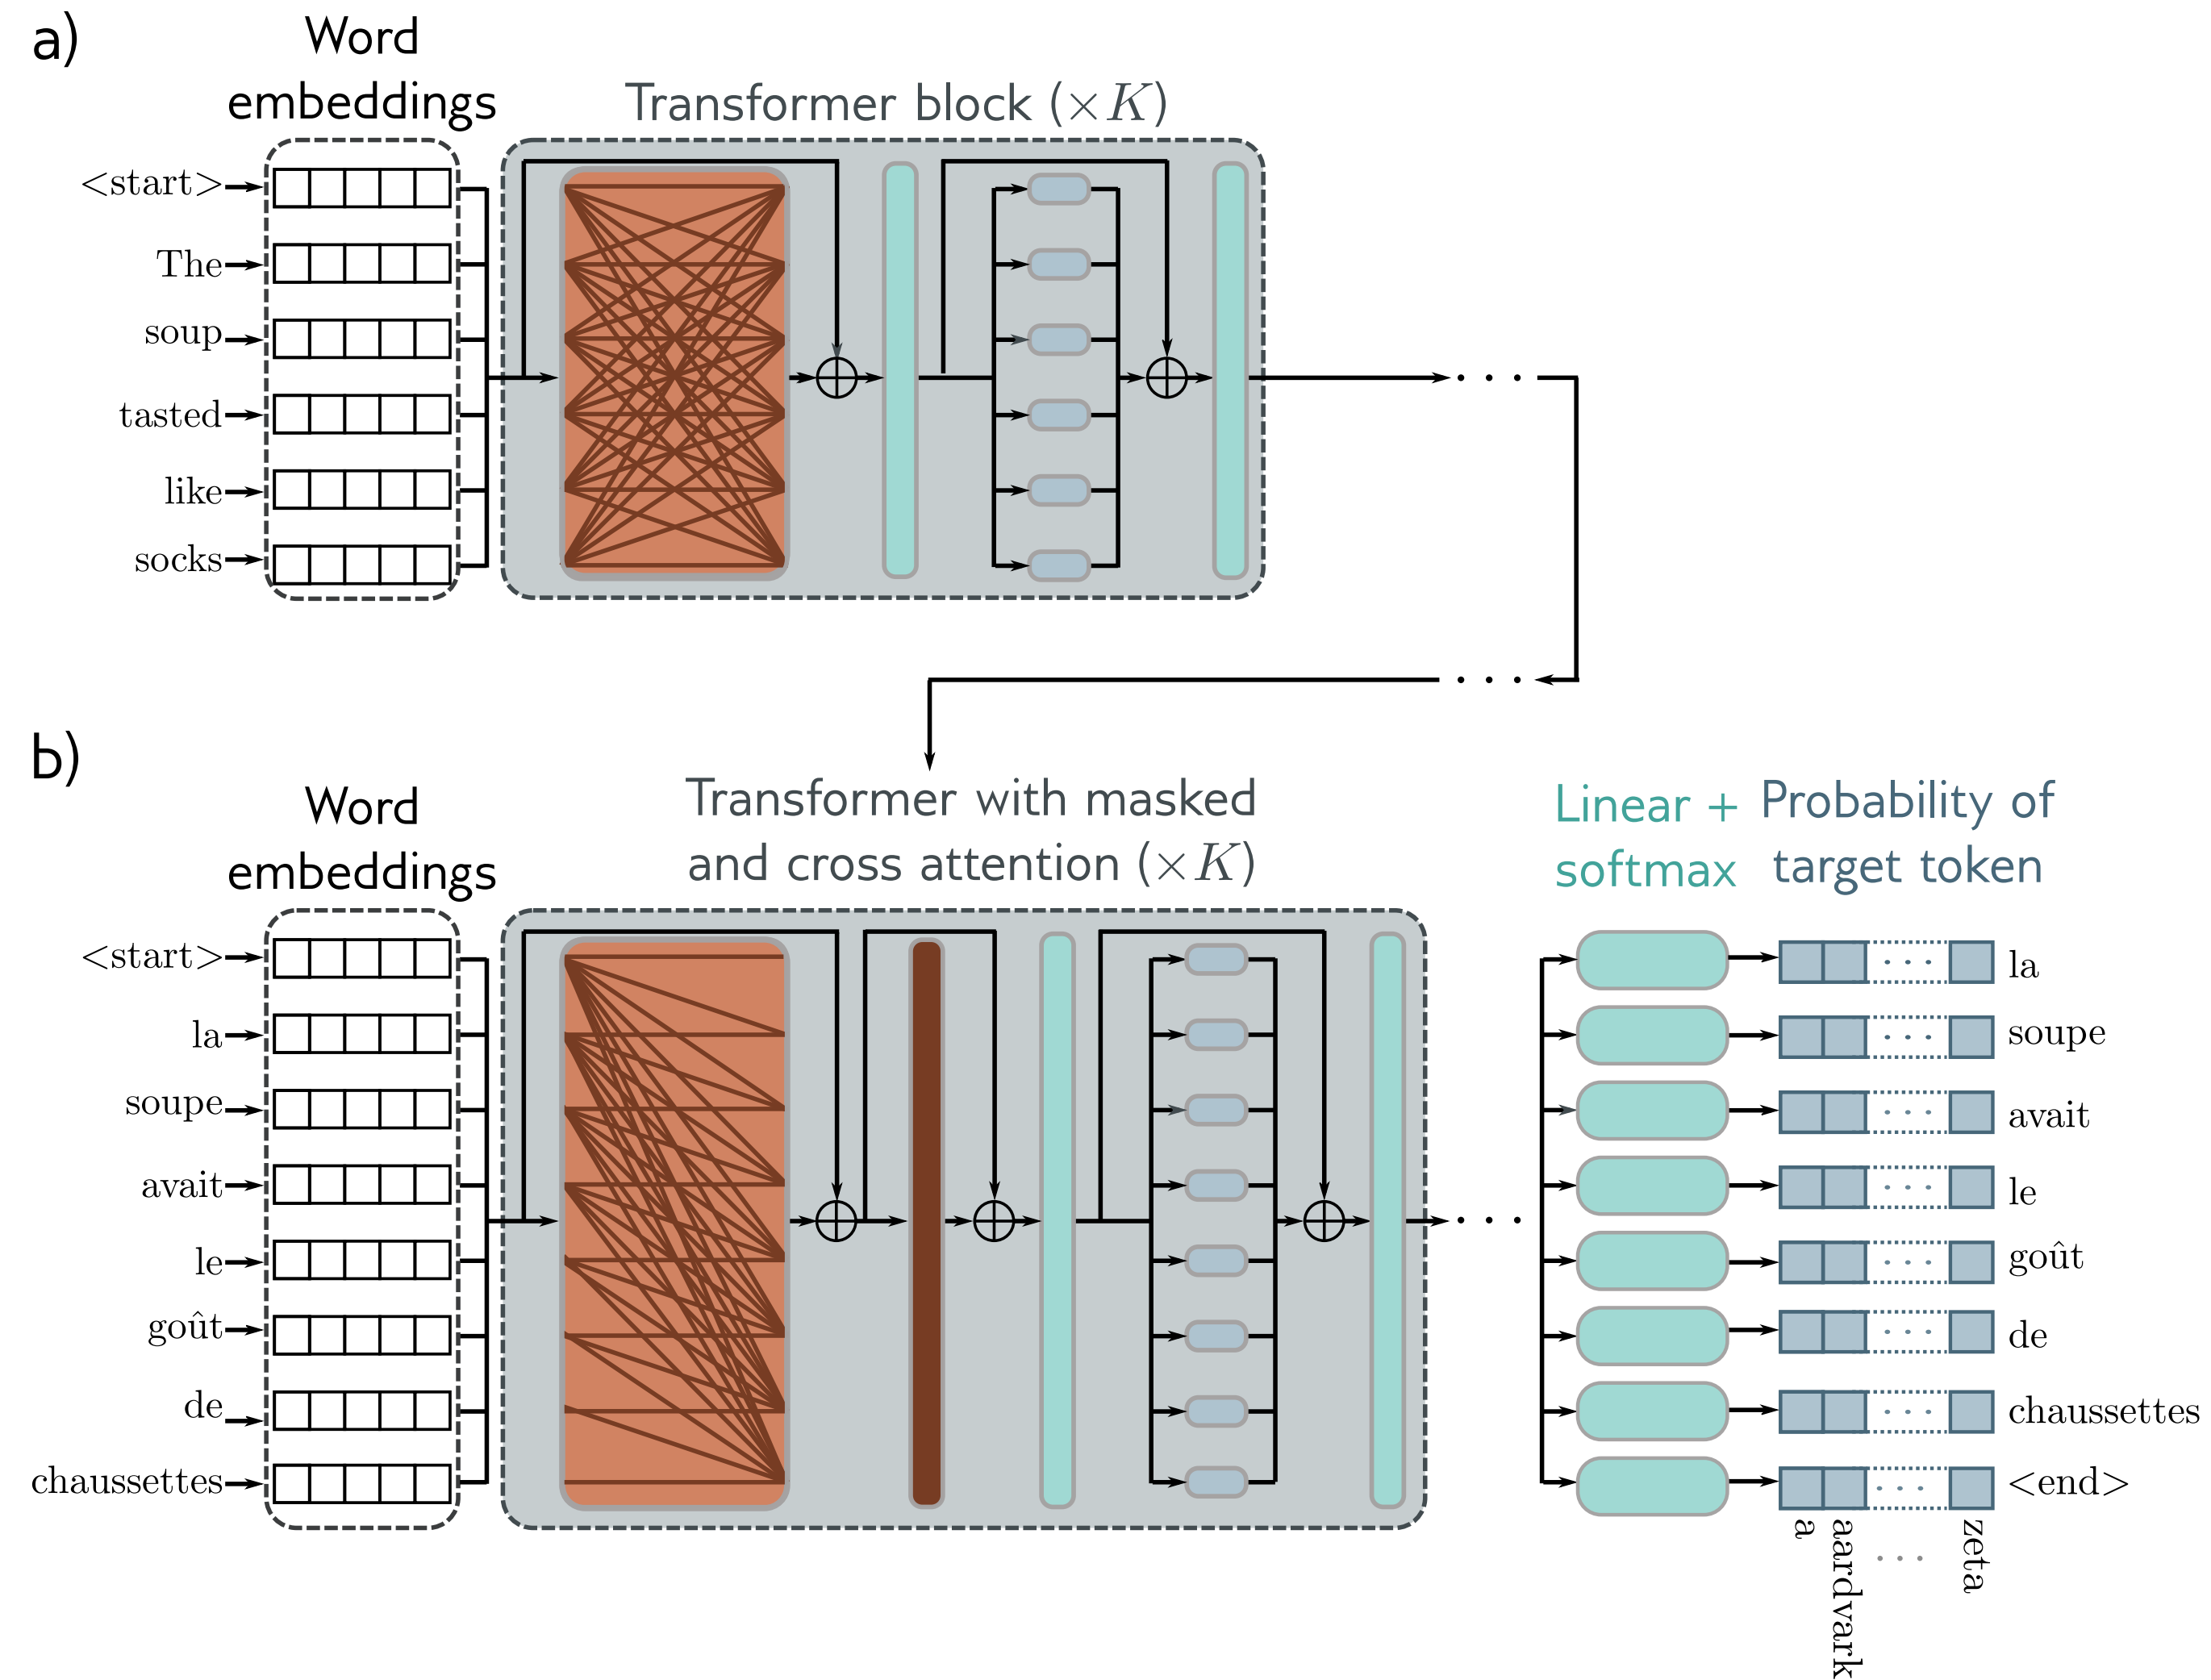 a)
Word
embeddings
Transformer block (×K)
<start>
The
soup
tasted
like
socks
b)
Word
embeddings
Transformer with masked
and cross attention (×K)
Linear +
softmax
Probability of
target token
<start>
la
soupe
avait
le
goût
de
chaussettes
la
soupe
avait
le
goût
de
chaussettes
<end>
a
aardvark
. . .
zeta